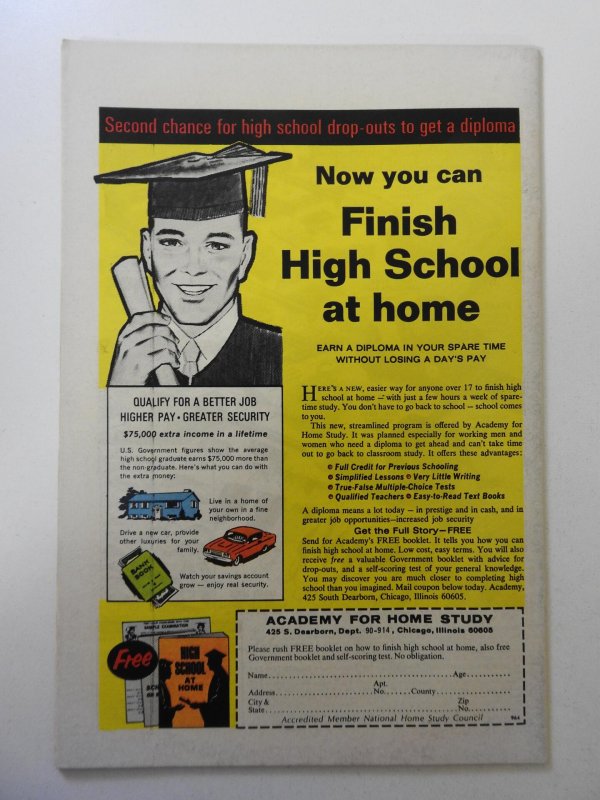 Second chance for high school drop-outs to get a diploma
Now you can
Finish
High School
at home
EARN A DIPLOMA IN YOUR SPARE TIME
WITHOUT LOSING A DAY'S PAY
HERE'S A NEW, easier way for anyone over 17 to finish high
school at home — with just a few hours a week of spare-
time study. You don't have to go back to school — school comes
to you.
This new, streamlined program is offered by Academy for
Home Study. It was planned especially for working men and
women who need a diploma to get ahead and can't take time
out to go back to classroom study. It offers these advantages:
Full Credit for Previous Schooling
Simplified Lessons Very Little Writing
True-False Multiple-Choice Tests
Qualified Teachers Easy-to-Read Text Books
A diploma means a lot today — in prestige and in cash, and in
greater job opportunities—increased job security
Get the Full Story—FREE
Send for Academy's FREE booklet. It tells you how you can
finish high school at home. Low cost, easy terms. You will also
receive free a valuable Government booklet with advice for
drop-outs, and a self-scoring test of your general knowledge.
You may discover you are much closer to completing high
school than you imagined. Mail coupon below today. Academy,
425 South Dearborn, Chicago, Illinois 60605.
QUALIFY FOR A BETTER JOB
HIGHER PAY • GREATER SECURITY
$75,000 extra income in a lifetime
U.S. Government figures show the average
high school graduate earns $75,000 more than
the non-graduate. Here's what you can do with
the extra money:
Live in a home of
your own in a fine
neighborhood.
Drive a new car, provide
other luxuries for your
family.
BANK
BOOK
Watch your savings account
grow — enjoy real security.
SAMPLE EXAMINATION
Free
HIGH
SCHOOL
AT
HOME
ACADEMY FOR HOME STUDY
425 S. Dearborn, Dept. 90-914, Chicago, Illinois 60605
Please rush FREE booklet on how to finish high school at home, also free
Government booklet and self-scoring test. No obligation.
Name Age
Apt.
Address No. County
City & Zip
State No.
Accredited Member National Home Study Council